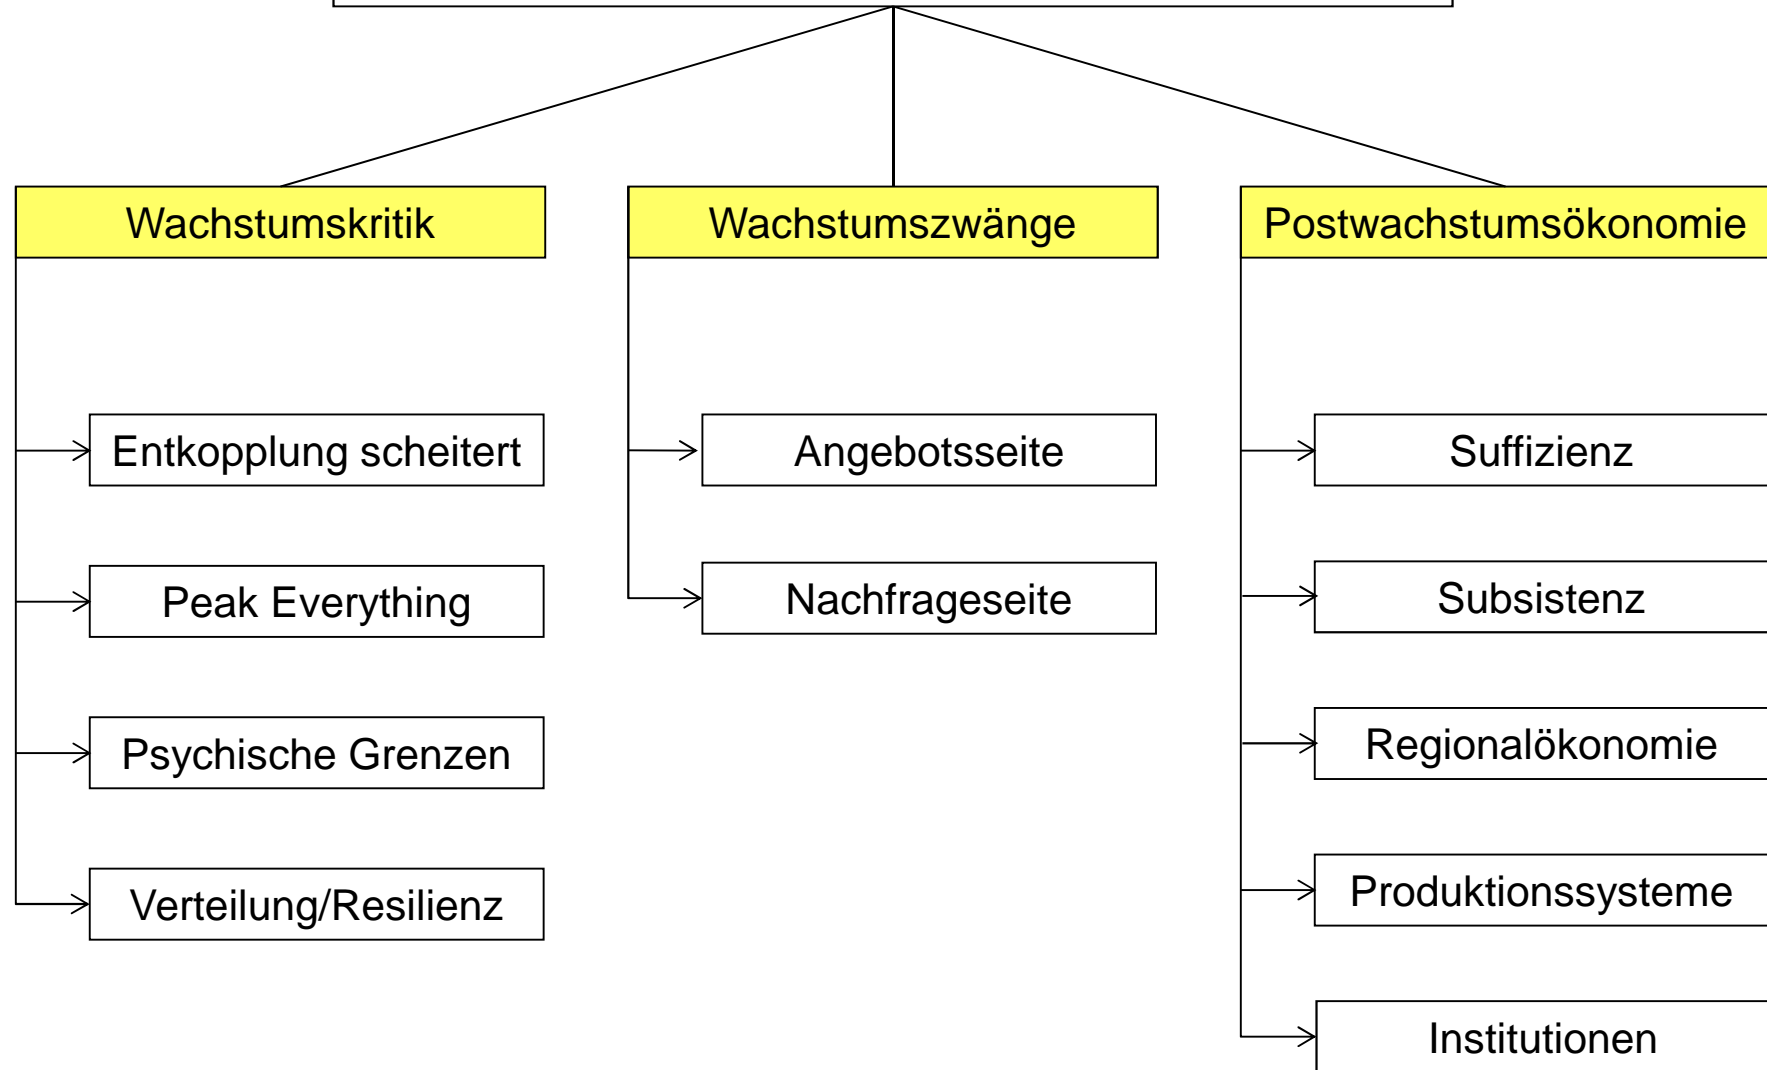 Wachstumskritik
Entkopplung scheitert
Peak Everything
Psychische Grenzen
Verteilung/Resilienz
Wachstumszwänge
Angebotsseite
Nachfrageseite
Postwachstumsökonomie
Suffizienz
Subsistenz
Regionalökonomie
Produktionssysteme
Institutionen